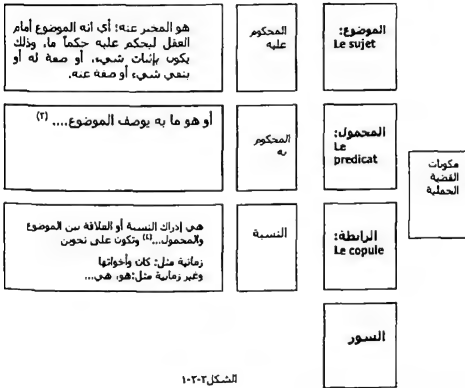 الموضوع:
Le sujet
المحكوم
عليه
هو المخبر عنه؛ أي أنه الموضوع أمام
العقل ليحكم عليه حكماً ما، وذلك
يكون بإثبات شيء، أو صفة له أو
بنفي شيء، أو صفة عنه.
مكونات
القضية
الحملية
المحمول:
Le
predicat
المحكوم
به
أو هو ما به يوصف الموضوع.... (٣)
الرابطة:
Le copule
النسبة
هي إدراك النسبة أو العلاقة بين الموضوع
والمحمول...(٤) وتكون على نحوين
زمانية مثل: كان وأخواتها
وغير زمانية مثل:هو، هي...
السور
الشكل٢-٣-١